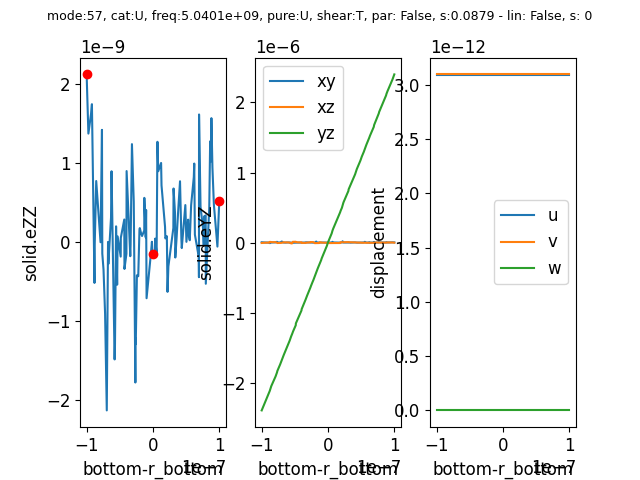 mode:57, cat:U, freq:5.0401e+09, pure:U, shear:T, par: False, s:0.0879 - lin: False, s: 0
1e−9
2
1
0
−1
−2
solid.eZZ
−1
0
1
1e−7
bottom-r_bottom
1e−6
2
1
0
−1
−2
solid.eYZ
xy
xz
yz
−1
0
1
1e−7
bottom-r_bottom
1e−12
3.0
2.5
2.0
1.5
1.0
0.5
0.0
displacement
u
v
w
−1
0
1
1e−7
bottom-r_bottom